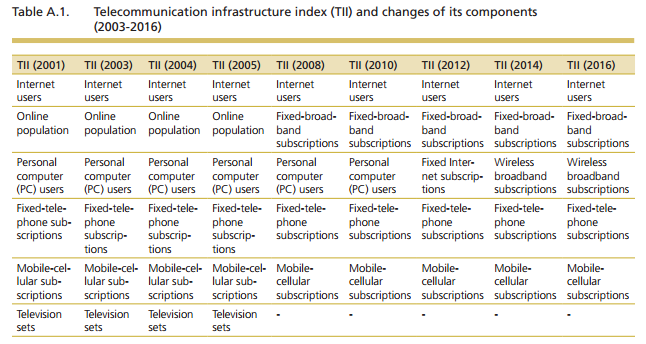 Table A.1. Telecommunication infrastructure index (TII) and changes of its components
(2003-2016)
TII (2001) TII (2003) TII (2004) TII (2005) TII (2008) TII (2010) TII (2012) TII (2014) TII (2016)
Internet Internet Internet Internet Internet Internet Internet Internet Internet
users users users users users users users users users
Online Online Online Online Fixed-broad- Fixed-broad- Fixed-broad- Fixed-broad- Fixed-broad-
population population population population band band band band band
subscriptions subscriptions subscriptions subscriptions subscriptions
Personal Personal Personal Personal Personal Personal Fixed Inter- Wireless Wireless
computer computer computer computer computer computer net subscrip- broadband broadband
(PC) users (PC) users (PC) users (PC) users (PC) users (PC) users tions subscriptions subscriptions
Fixed-tele- Fixed-tele- Fixed-tele- Fixed-tele- Fixed-tele- Fixed-tele- Fixed-tele- Fixed-tele- Fixed-tele-
phone sub- phone phone phone phone phone phone phone phone
scriptions subscrip- subscrip- subscrip- subscriptions subscriptions subscriptions subscriptions subscriptions
tions tions tions
Mobile-cel- Mobile-cel- Mobile-cel- Mobile-cel- Mobile- Mobile- Mobile- Mobile- Mobile-
lular sub- lular sub- lular sub- lular sub- cellular cellular cellular cellular cellular
scriptions scriptions scriptions scriptions subscriptions subscriptions subscriptions subscriptions subscriptions
Television Television Television Television - - - - -
sets sets sets sets